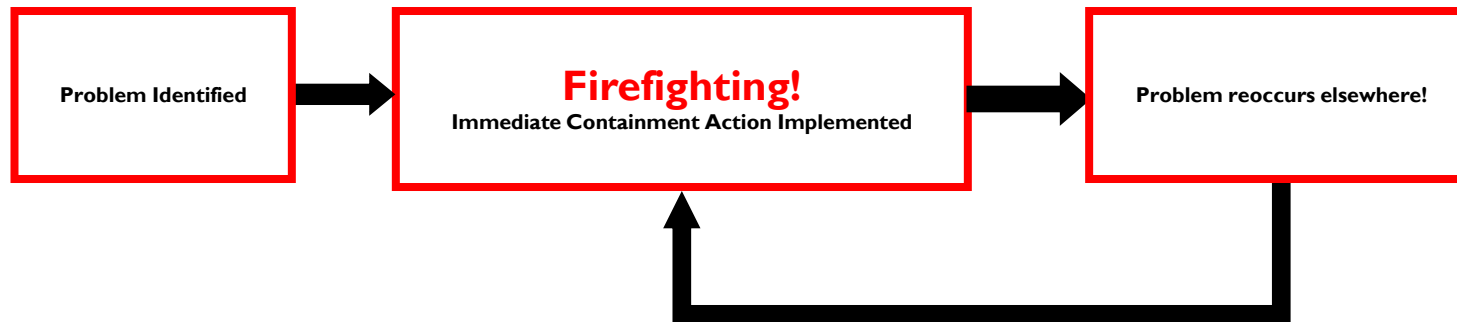 Problem Identified
Firefighting!
Immediate Containment Action Implemented
Problem reoccurs elsewhere!